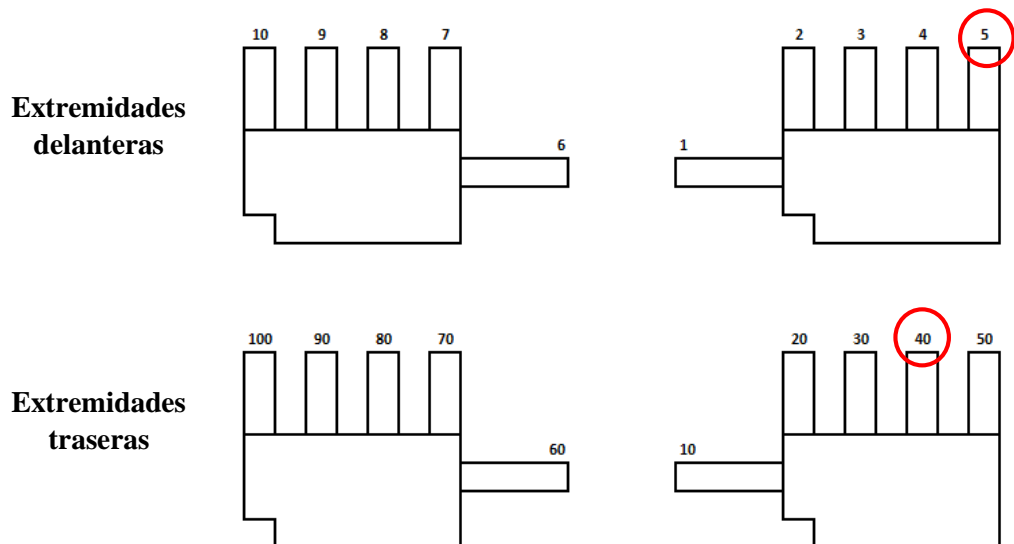 10 9 8 7 2 3 4 5
Extremidades
delanteras
6 1
100 90 80 70 20 30 40 50
Extremidades
traseras
60 10